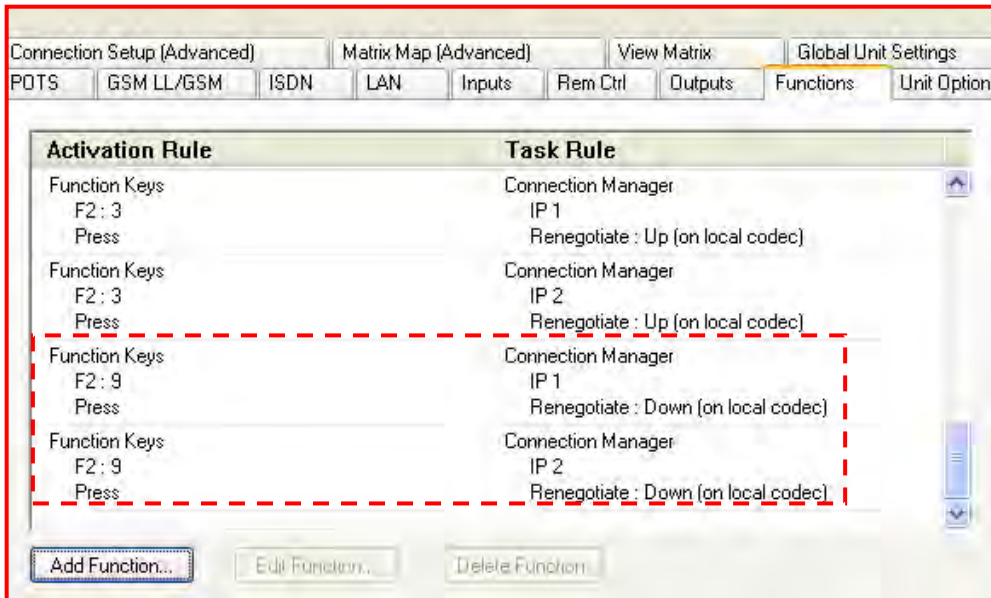 Connection Setup (Advanced) Matrix Map (Advanced) View Matrix Global Unit Settings
POTS GSM LL/GSM ISDN LAN Inputs Rem Ctrl Outputs Functions Unit Option
Activation Rule Task Rule
Function Keys Connection Manager
F2 : 3 IP 1
Press Renegotiate : Up (on local codec)
Function Keys Connection Manager
F2 : 3 IP 2
Press Renegotiate : Up (on local codec)
Function Keys Connection Manager
F2 : 9 IP 1
Press Renegotiate : Down (on local codec)
Function Keys Connection Manager
F2 : 9 IP 2
Press Renegotiate : Down (on local codec)
Add Function... Edit Function... Delete Function